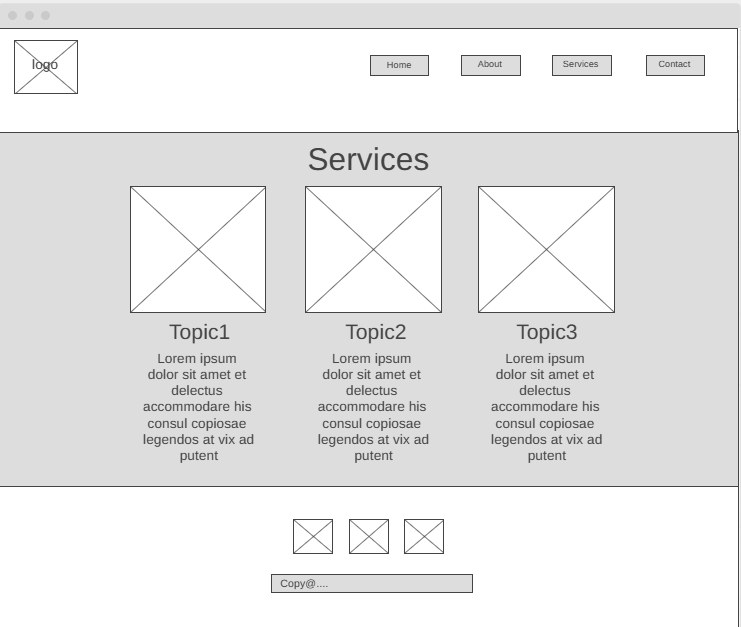 logo
Home
About
Services
Contact
Services
Topic1
Lorem ipsum
dolor sit amet et
delectus
accommodare his
consul copiosae
legendos at vix ad
putent
Topic2
Lorem ipsum
dolor sit amet et
delectus
accommodare his
consul copiosae
legendos at vix ad
putent
Topic3
Lorem ipsum
dolor sit amet et
delectus
accommodare his
consul copiosae
legendos at vix ad
putent
Copy@....